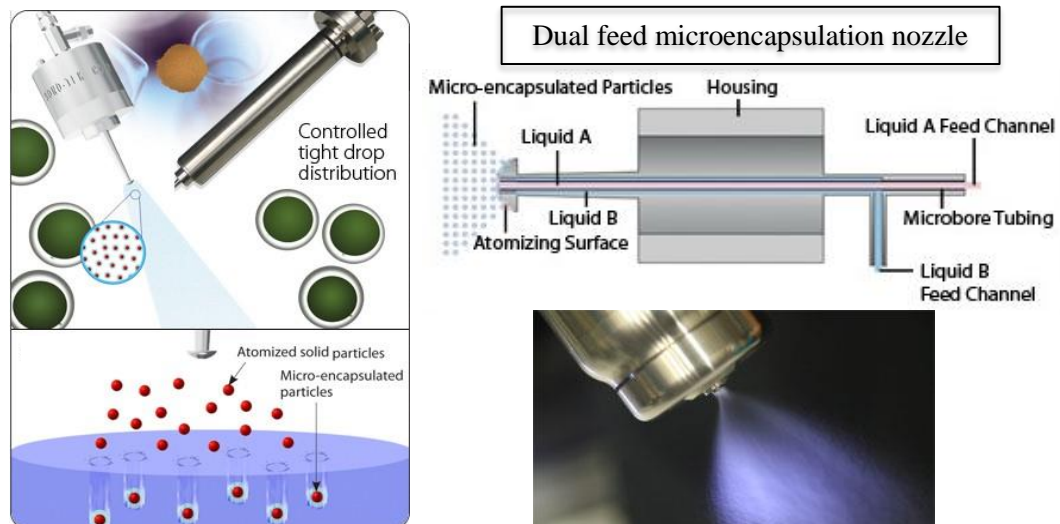 Controlled
tight drop
distribution
Atomized solid particles
Micro-encapsulated
particles
Dual feed microencapsulation nozzle
Micro-encapsulated Particles
Housing
Liquid A Feed Channel
Liquid A
Liquid B
Microbore Tubing
Atomizing Surface
Liquid B
Feed Channel